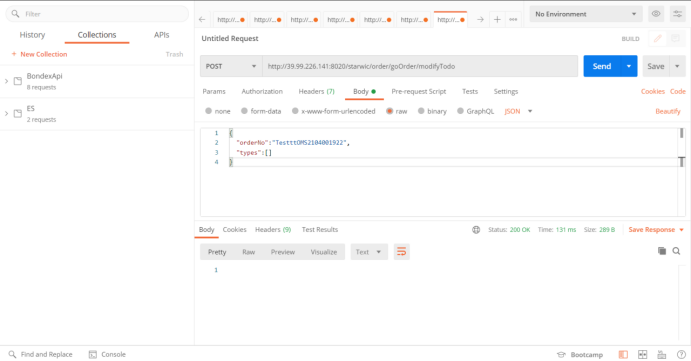 Filter
History Collections APIs
+ New Collection Trash
BondexApi
8 requests
ES
2 requests
http://... http://... http://... http://... http://... http://... http://...
No Environment
Untitled Request BUILD
POST http://39.99.226.141:8020/starwic/order/goOrder/modifyTodo Send Save
Params Authorization Headers (7) Body Pre-request Script Tests Settings Cookies Code
none form-data x-www-form-urlencoded raw binary GraphQL JSON Beautify
1 {
2 "orderNo":"TestttOMS2104001922",
3 "types":[]
4 }
Body Cookies Headers (9) Test Results Status: 200 OK Time: 131 ms Size: 289 B Save Response
Pretty Raw Preview Visualize Text
1
Find and Replace Console Bootcamp